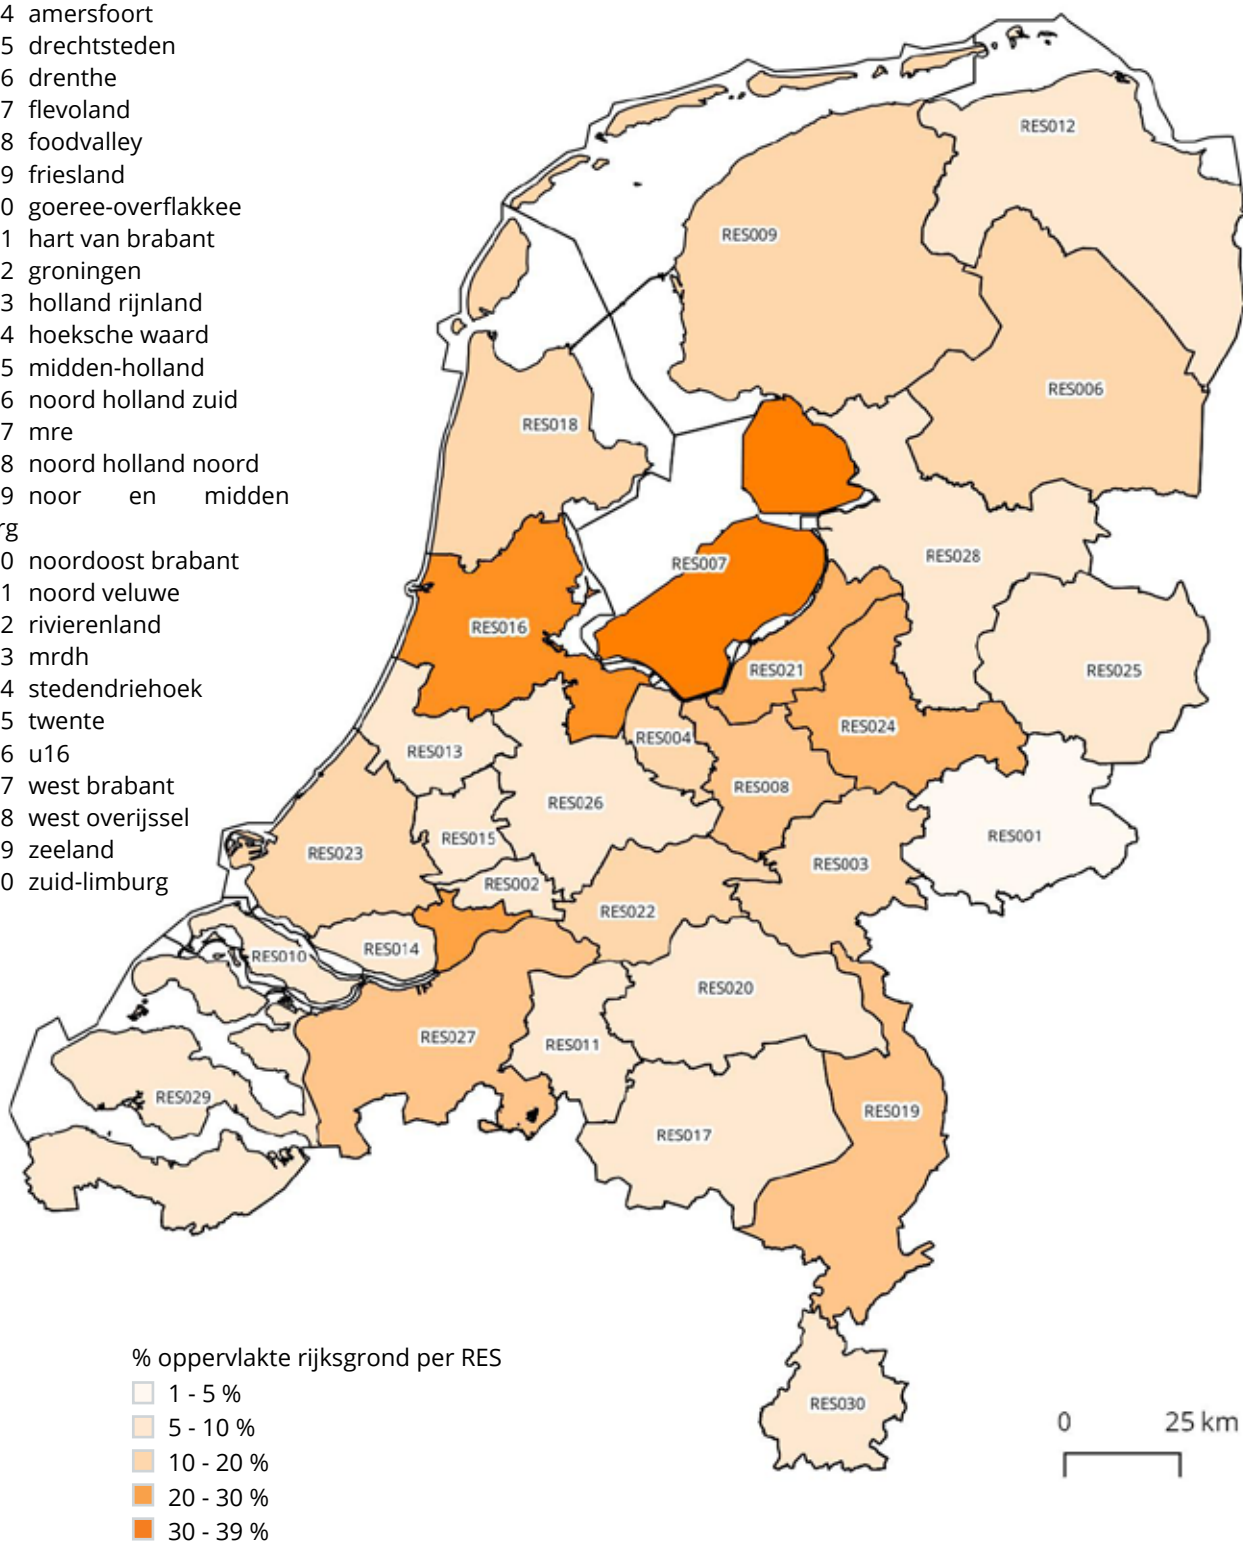 4 amersfoort
5 drechtsteden
6 drenthe
7 flevoland
8 foodvalley
9 friesland
0 goeree-overflakkee
1 hart van brabant
2 groningen
3 holland rijnland
4 hoeksche waard
5 midden-holland
6 noord holland zuid
7 mre
8 noord holland noord
9 noor en midden
rg
0 noordoost brabant
1 noord veluwe
2 rivierenland
3 mrdh
4 stedendriehoek
5 twente
6 u16
7 west brabant
8 west overijssel
9 zeeland
0 zuid-limburg
RES012
RES009
RES006
RES018
RES028
RES007
RES016
RES021
RES025
RES024
RES004
RES013
RES008
RES026
RES001
RES015
RES023
RES003
RES002
RES022
RES014
RES010
RES020
RES027
RES011
RES029
RES019
RES017
RES030
% oppervlakte rijksgrond per RES
1 - 5 %
5 - 10 %
10 - 20 %
20 - 30 %
30 - 39 %
0 25 km